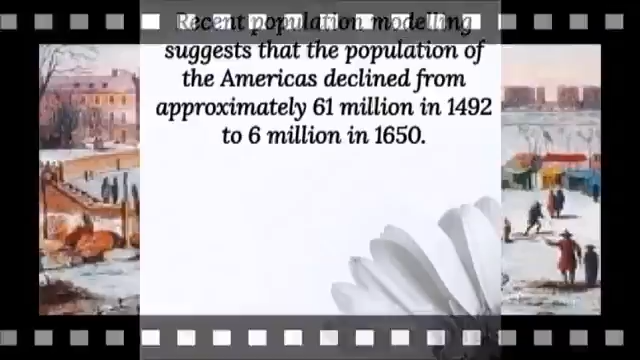 Recent population modelling
suggests that the population of
the Americas declined from
approximately 61 million in 1492
to 6 million in 1650.